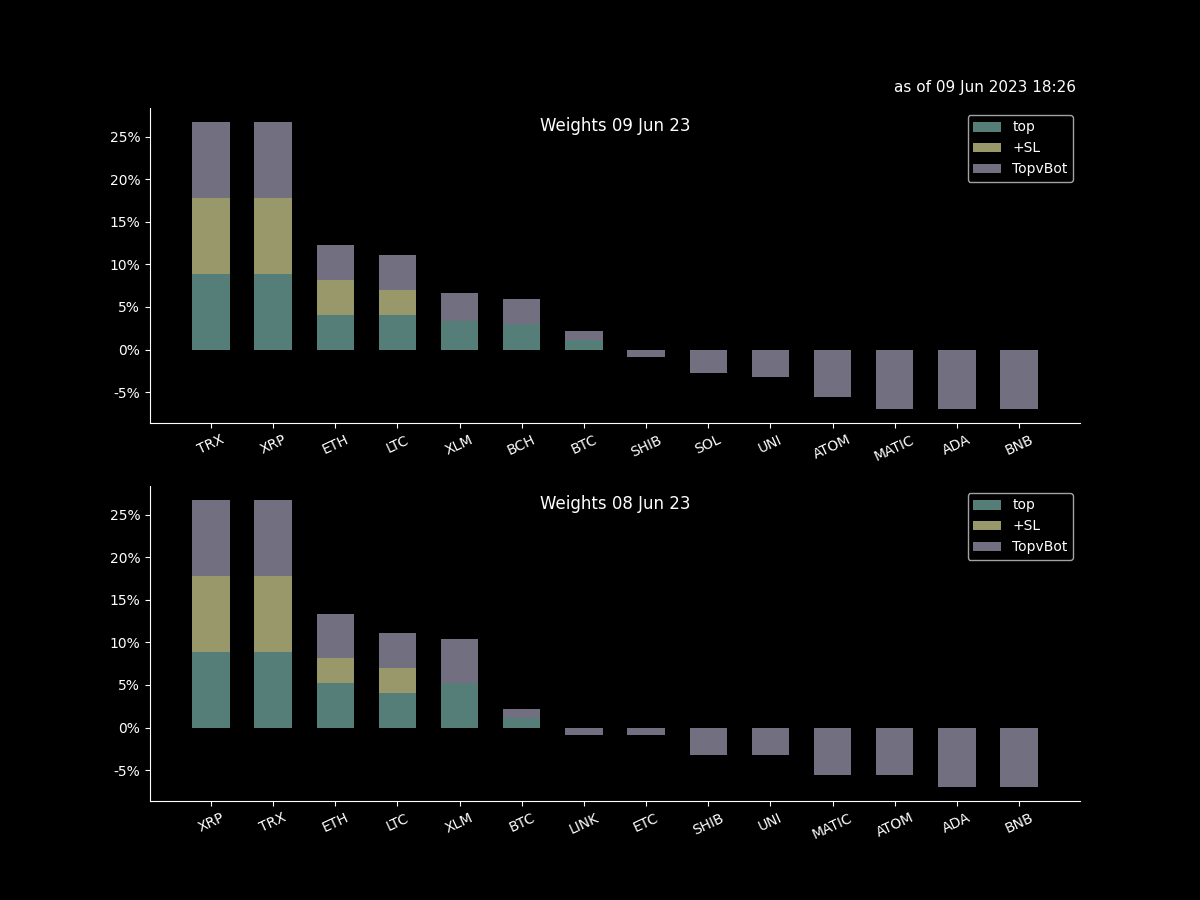 as of 09 Jun 2023 18:26
Weights 09 Jun 23
top
+SL
TopvBot
25%
20%
15%
10%
5%
0%
-5%
TRX XRP ETH LTC XLM BCH BTC SHIB SOL UNI ATOM MATIC ADA BNB
Weights 08 Jun 23
top
+SL
TopvBot
25%
20%
15%
10%
5%
0%
-5%
XRP TRX ETH LTC XLM BTC LINK ETC SHIB UNI MATIC ATOM ADA BNB